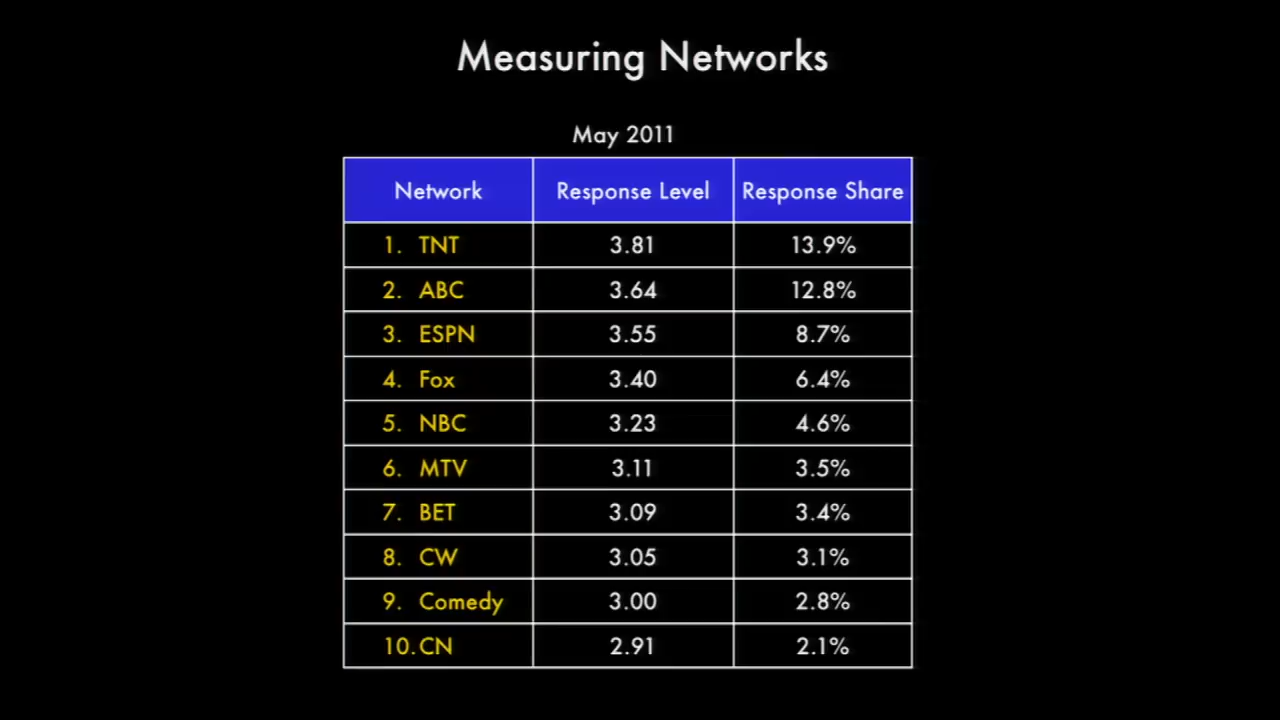 Measuring Networks
May 2011
Network Response Level Response Share
1. TNT 3.81 13.9%
2. ABC 3.64 12.8%
3. ESPN 3.55 8.7%
4. Fox 3.40 6.4%
5. NBC 3.23 4.6%
6. MTV 3.11 3.5%
7. BET 3.09 3.4%
8. CW 3.05 3.1%
9. Comedy 3.00 2.8%
10. CN 2.91 2.1%